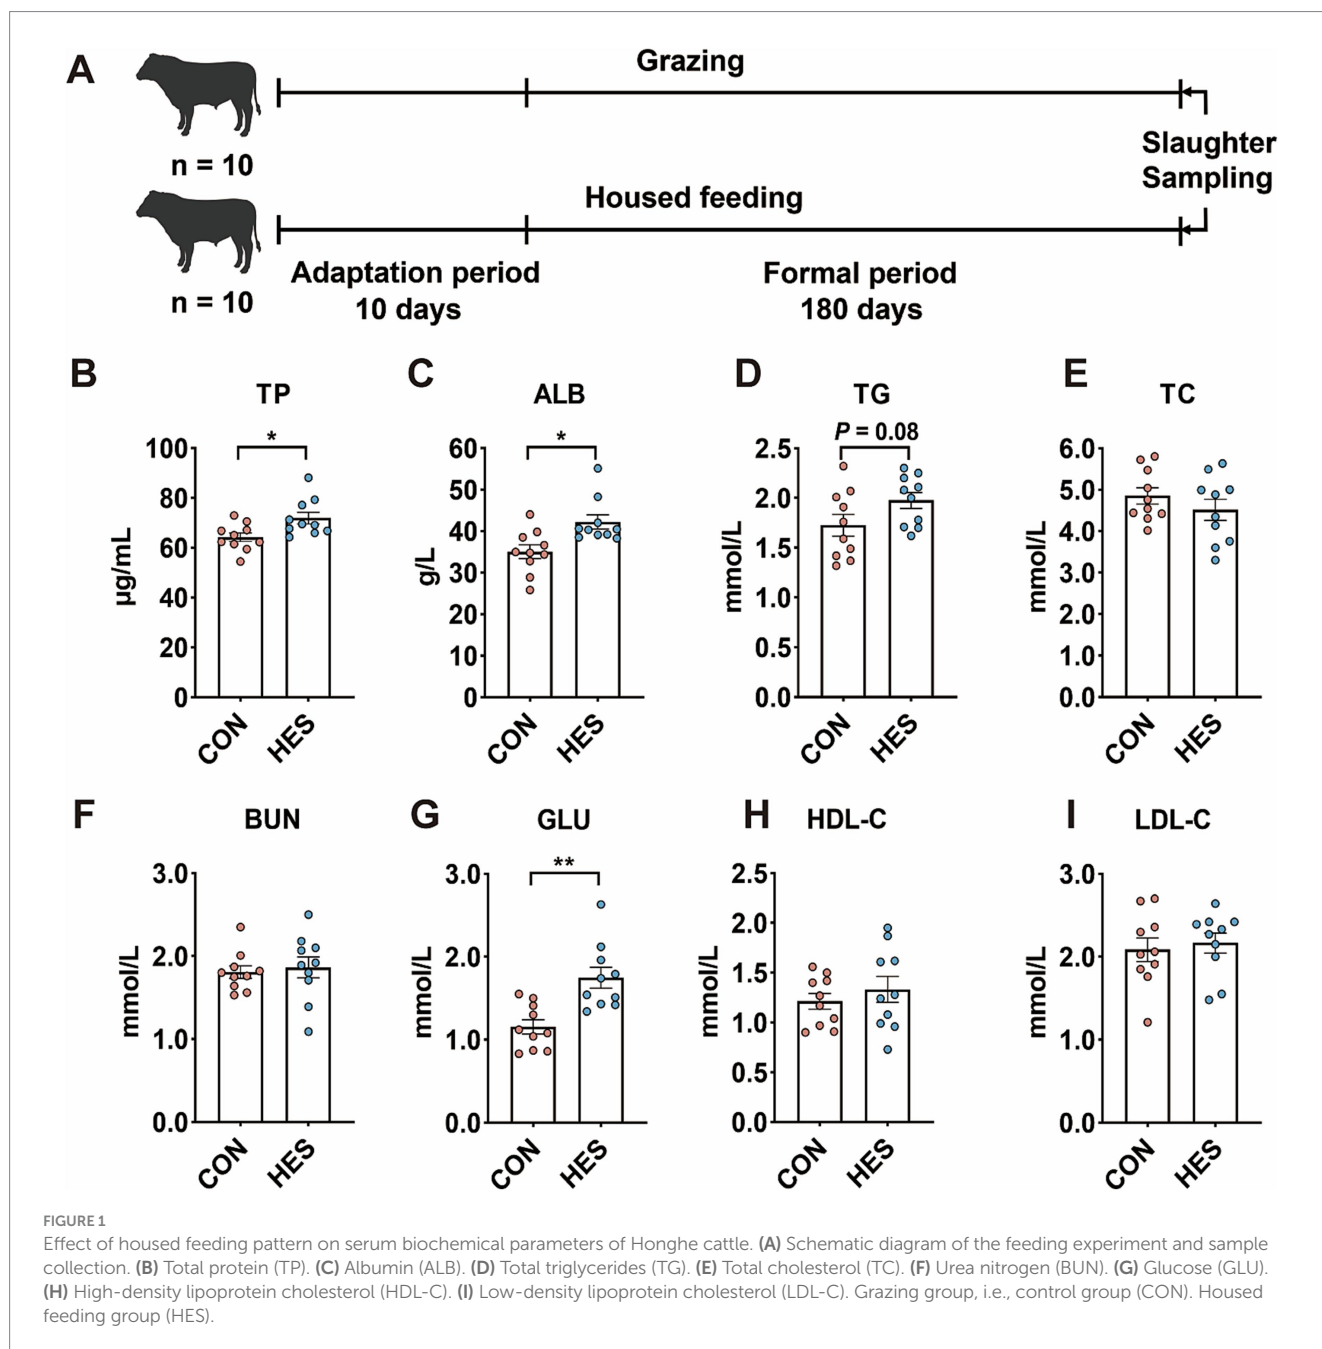 A
Grazing
n = 10
Slaughter
Sampling
Housed feeding
n = 10
Adaptation period
10 days
Formal period
180 days
B
TP
*
µg/mL
100
80
60
40
20
0
CON
HES
C
ALB
*
g/L
60
50
40
30
20
10
0
CON
HES
D
TG
P = 0.08
mmol/L
2.5
2.0
1.5
1.0
0.5
0.0
CON
HES
E
TC
mmol/L
6.0
5.0
4.0
3.0
2.0
1.0
0.0
CON
HES
F
BUN
mmol/L
3.0
2.0
1.0
0.0
CON
HES
G
GLU
**
mmol/L
3.0
2.0
1.0
0.0
CON
HES
H
HDL-C
mmol/L
2.5
2.0
1.5
1.0
0.5
0.0
CON
HES
I
LDL-C
mmol/L
3.0
2.0
1.0
0.0
CON
HES
FIGURE 1
Effect of housed feeding pattern on serum biochemical parameters of Honghe cattle. (A) Schematic diagram of the feeding experiment and sample
collection. (B) Total protein (TP). (C) Albumin (ALB). (D) Total triglycerides (TG). (E) Total cholesterol (TC). (F) Urea nitrogen (BUN). (G) Glucose (GLU).
(H) High-density lipoprotein cholesterol (HDL-C). (I) Low-density lipoprotein cholesterol (LDL-C). Grazing group, i.e., control group (CON). Housed
feeding group (HES).